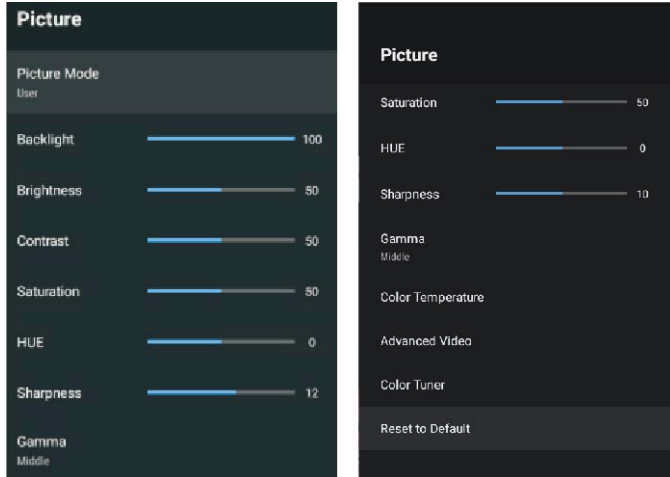 Picture
Picture Mode
User
Backlight 100
Brightness 50
Contrast 50
Saturation 50
HUE 0
Sharpness 12
Gamma
Middle
Picture
Saturation 50
HUE 0
Sharpness 10
Gamma
Middle
Color Temperature
Advanced Video
Color Tuner
Reset to Default